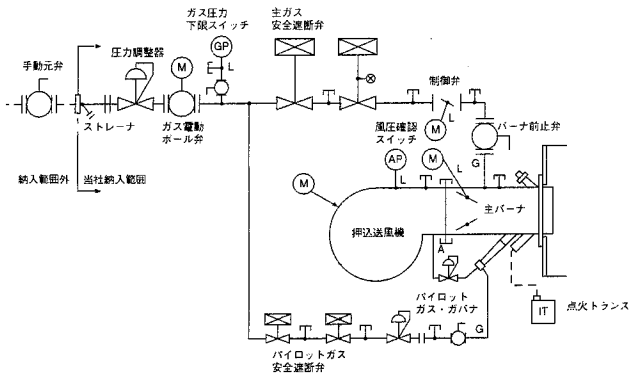 ガス圧力
下限スイッチ
主ガス
安全遮断弁
GP
L
圧力調整器
手動元弁
M
ストレーナ
ガス電動
ボール弁
制御弁
L
M
風圧確認
スイッチ
バーナ前止弁
納入範囲外
当社納入範囲
AP
L
M
L
G
M
押込送風機
主バーナ
A
パイロット
ガス・ガバナ
IT
点火トランス
G
パイロットガス
安全遮断弁